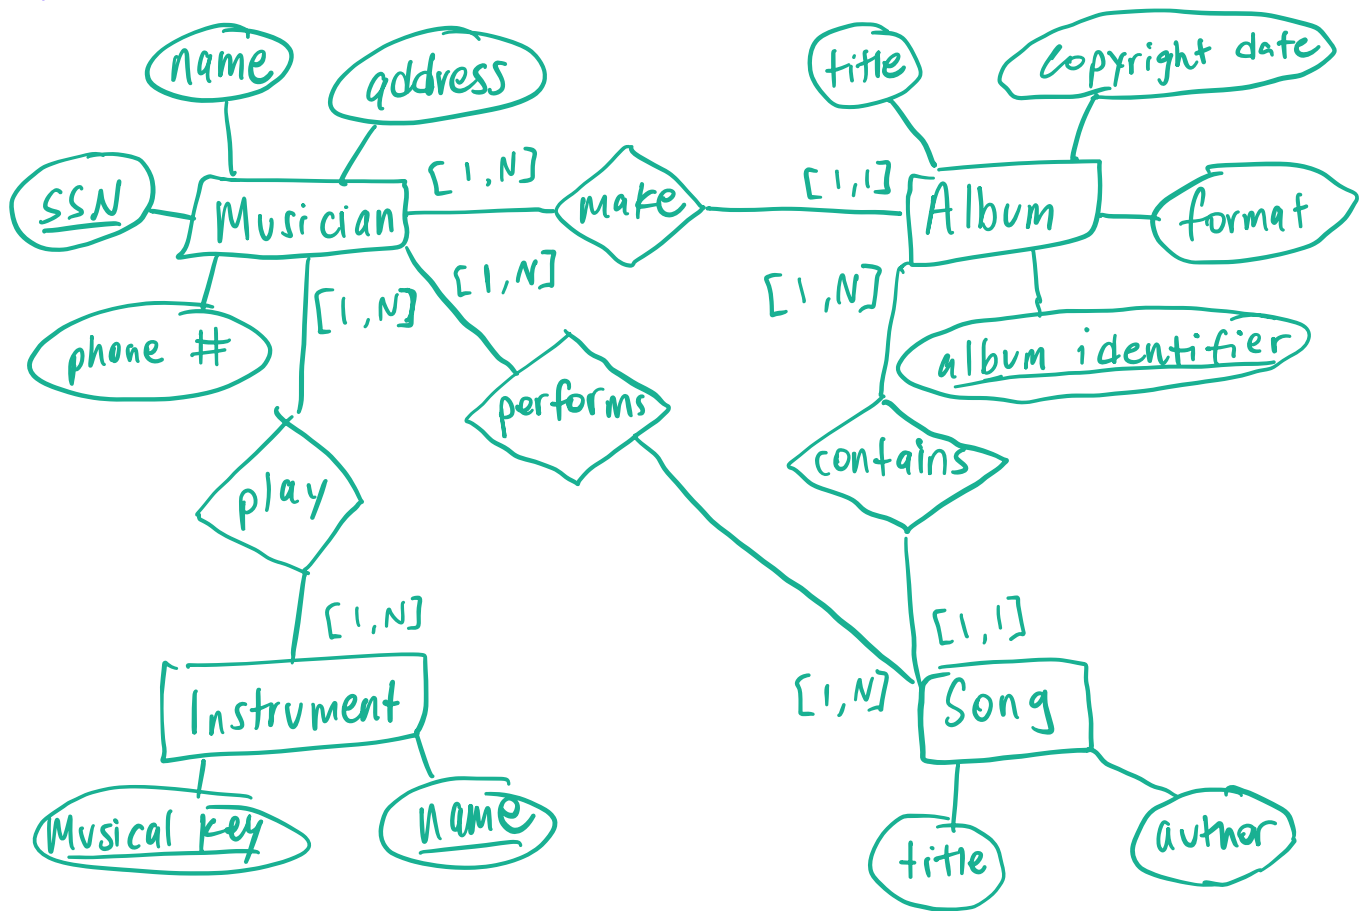 name
address
title
copyright date
SSN
Musician
[1,N]
make
[1,1]
Album
format
phone #
[1,N]
[1,N]
[1,N]
album identifier
play
performs
contains
[1,N]
[1,1]
Instrument
[1,N]
Song
Musical key
name
title
author